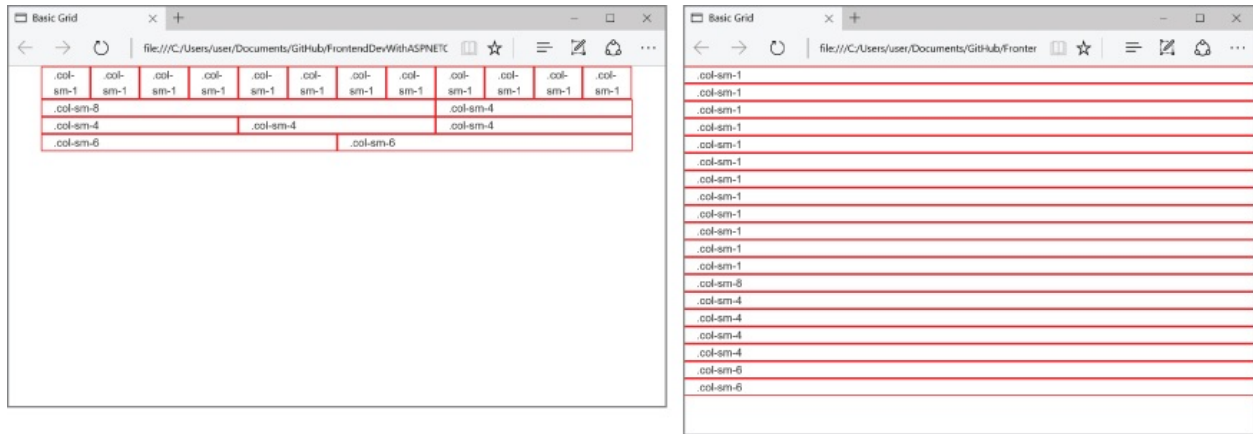 Basic Grid
file:///C:/Users/user/Documents/GitHub/FrontendDevWithASPNETC
.col- .col- .col- .col- .col- .col- .col- .col- .col- .col- .col- .col-
sm-1 sm-1 sm-1 sm-1 sm-1 sm-1 sm-1 sm-1 sm-1 sm-1 sm-1 sm-1
.col-sm-8 .col-sm-4
.col-sm-4 .col-sm-4 .col-sm-4
.col-sm-6 .col-sm-6
Basic Grid
file:///C:/Users/user/Documents/GitHub/Fronter
.col-sm-1
.col-sm-1
.col-sm-1
.col-sm-1
.col-sm-1
.col-sm-1
.col-sm-1
.col-sm-1
.col-sm-1
.col-sm-1
.col-sm-1
.col-sm-1
.col-sm-8
.col-sm-4
.col-sm-4
.col-sm-4
.col-sm-4
.col-sm-6
.col-sm-6